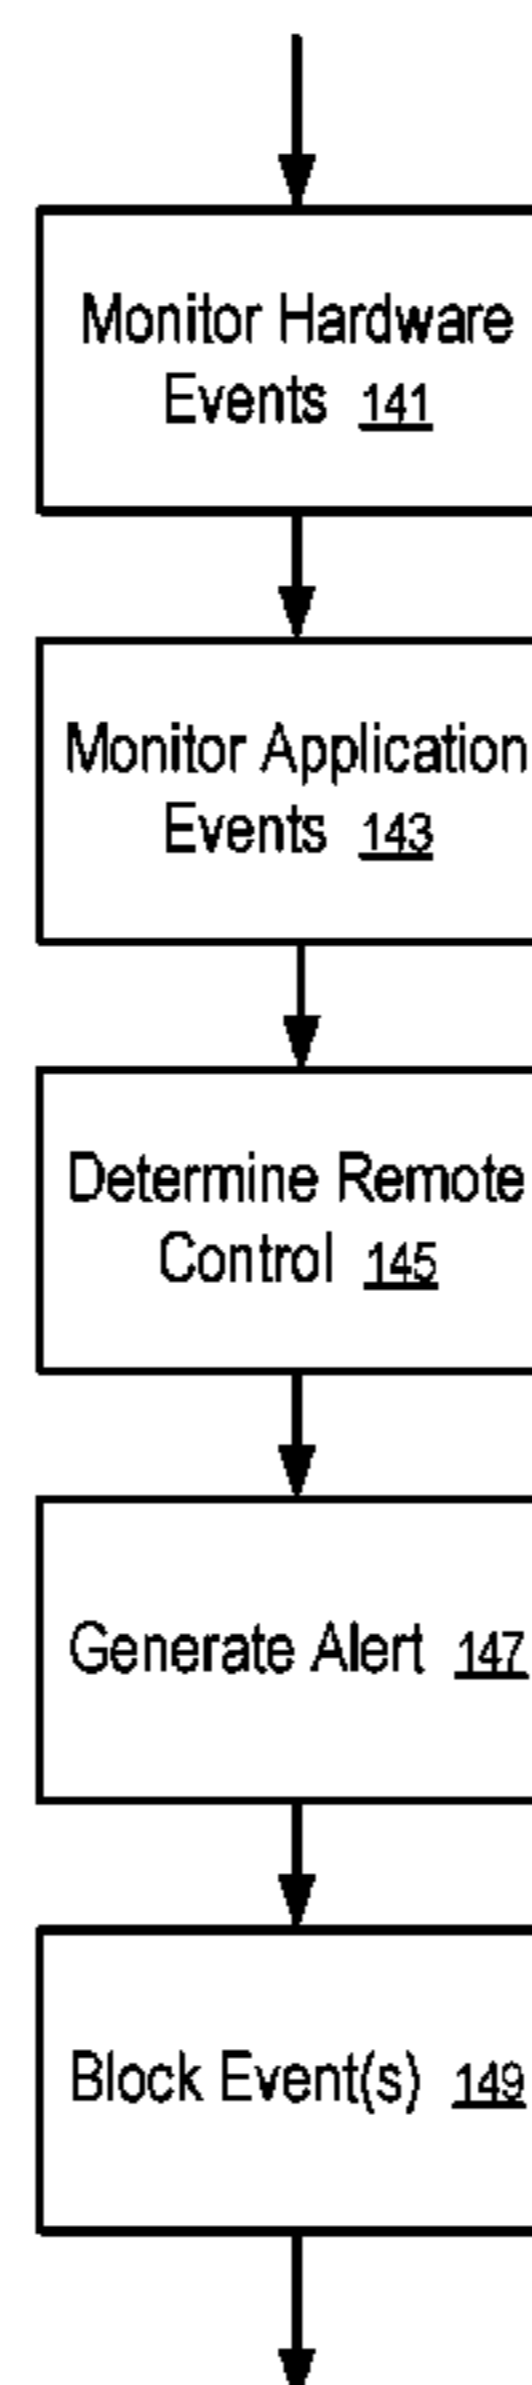 Monitor Hardware
Events 141
Monitor Application
Events 143
Determine Remote
Control 145
Generate Alert 147
Block Event(s) 149